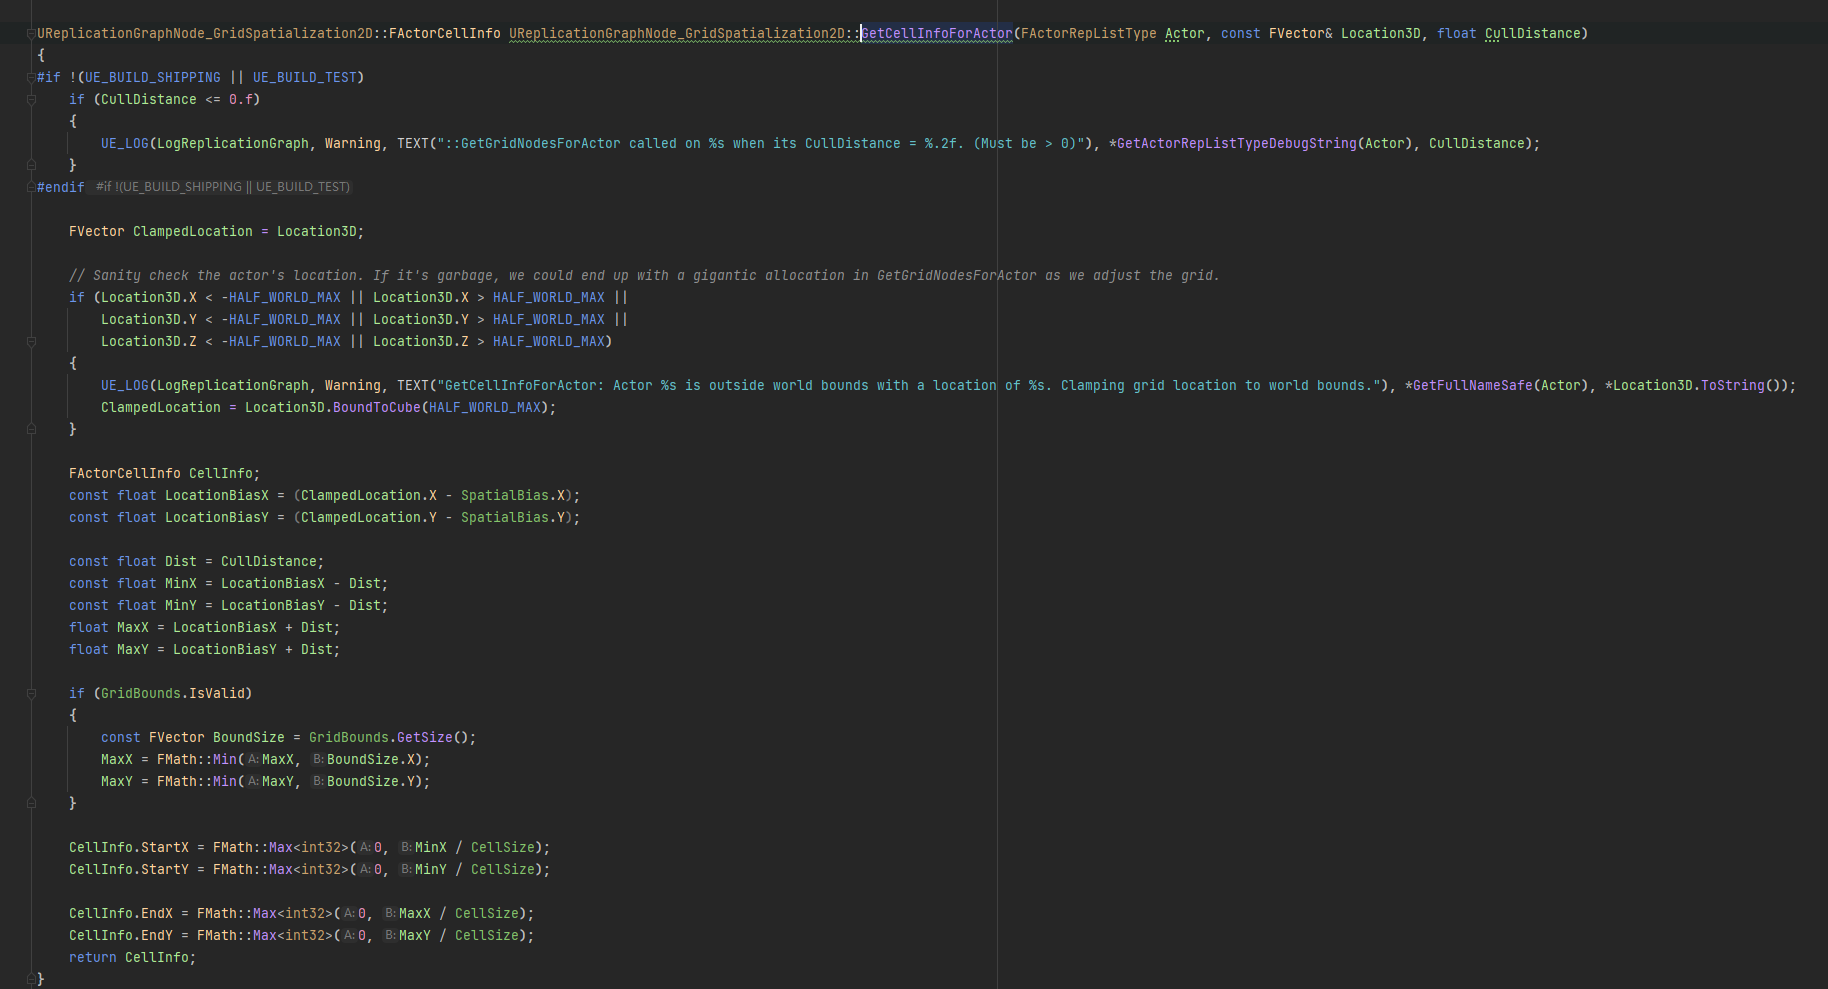 UReplicationGraphNode_GridSpatialization2D::FActorCellInfo UReplicationGraphNode_GridSpatialization2D::GetCellInfoForActor(FActorRepListType Actor, const FVector& Location3D, float CullDistance)
{
#if !(UE_BUILD_SHIPPING || UE_BUILD_TEST)
    if (CullDistance <= 0.f)
    {
        UE_LOG(LogReplicationGraph, Warning, TEXT("::GetGridNodesForActor called on %s when its CullDistance = %.2f. (Must be > 0)"), *GetActorRepListTypeDebugString(Actor), CullDistance);
    }
#endif #if !(UE_BUILD_SHIPPING || UE_BUILD_TEST)
    FVector ClampedLocation = Location3D;
    // Sanity check the actor's location. If it's garbage, we could end up with a gigantic allocation in GetGridNodesForActor as we adjust the grid.
    if (Location3D.X < -HALF_WORLD_MAX || Location3D.X > HALF_WORLD_MAX ||
        Location3D.Y < -HALF_WORLD_MAX || Location3D.Y > HALF_WORLD_MAX ||
        Location3D.Z < -HALF_WORLD_MAX || Location3D.Z > HALF_WORLD_MAX)
    {
        UE_LOG(LogReplicationGraph, Warning, TEXT("GetCellInfoForActor: Actor %s is outside world bounds with a location of %s. Clamping grid location to world bounds."), *GetFullNameSafe(Actor), *Location3D.ToString());
        ClampedLocation = Location3D.BoundToCube(HALF_WORLD_MAX);
    }
    FActorCellInfo CellInfo;
    const float LocationBiasX = (ClampedLocation.X - SpatialBias.X);
    const float LocationBiasY = (ClampedLocation.Y - SpatialBias.Y);
    const float Dist = CullDistance;
    const float MinX = LocationBiasX - Dist;
    const float MinY = LocationBiasY - Dist;
    float MaxX = LocationBiasX + Dist;
    float MaxY = LocationBiasY + Dist;
    if (GridBounds.IsValid)
    {
        const FVector BoundSize = GridBounds.GetSize();
        MaxX = FMath::Min(A: MaxX, B: BoundSize.X);
        MaxY = FMath::Min(A: MaxY, B: BoundSize.Y);
    }
    CellInfo.StartX = FMath::Max<int32>(A: 0, B: MinX / CellSize);
    CellInfo.StartY = FMath::Max<int32>(A: 0, B: MinY / CellSize);
    CellInfo.EndX = FMath::Max<int32>(A: 0, B: MaxX / CellSize);
    CellInfo.EndY = FMath::Max<int32>(A: 0, B: MaxY / CellSize);
    return CellInfo;
}